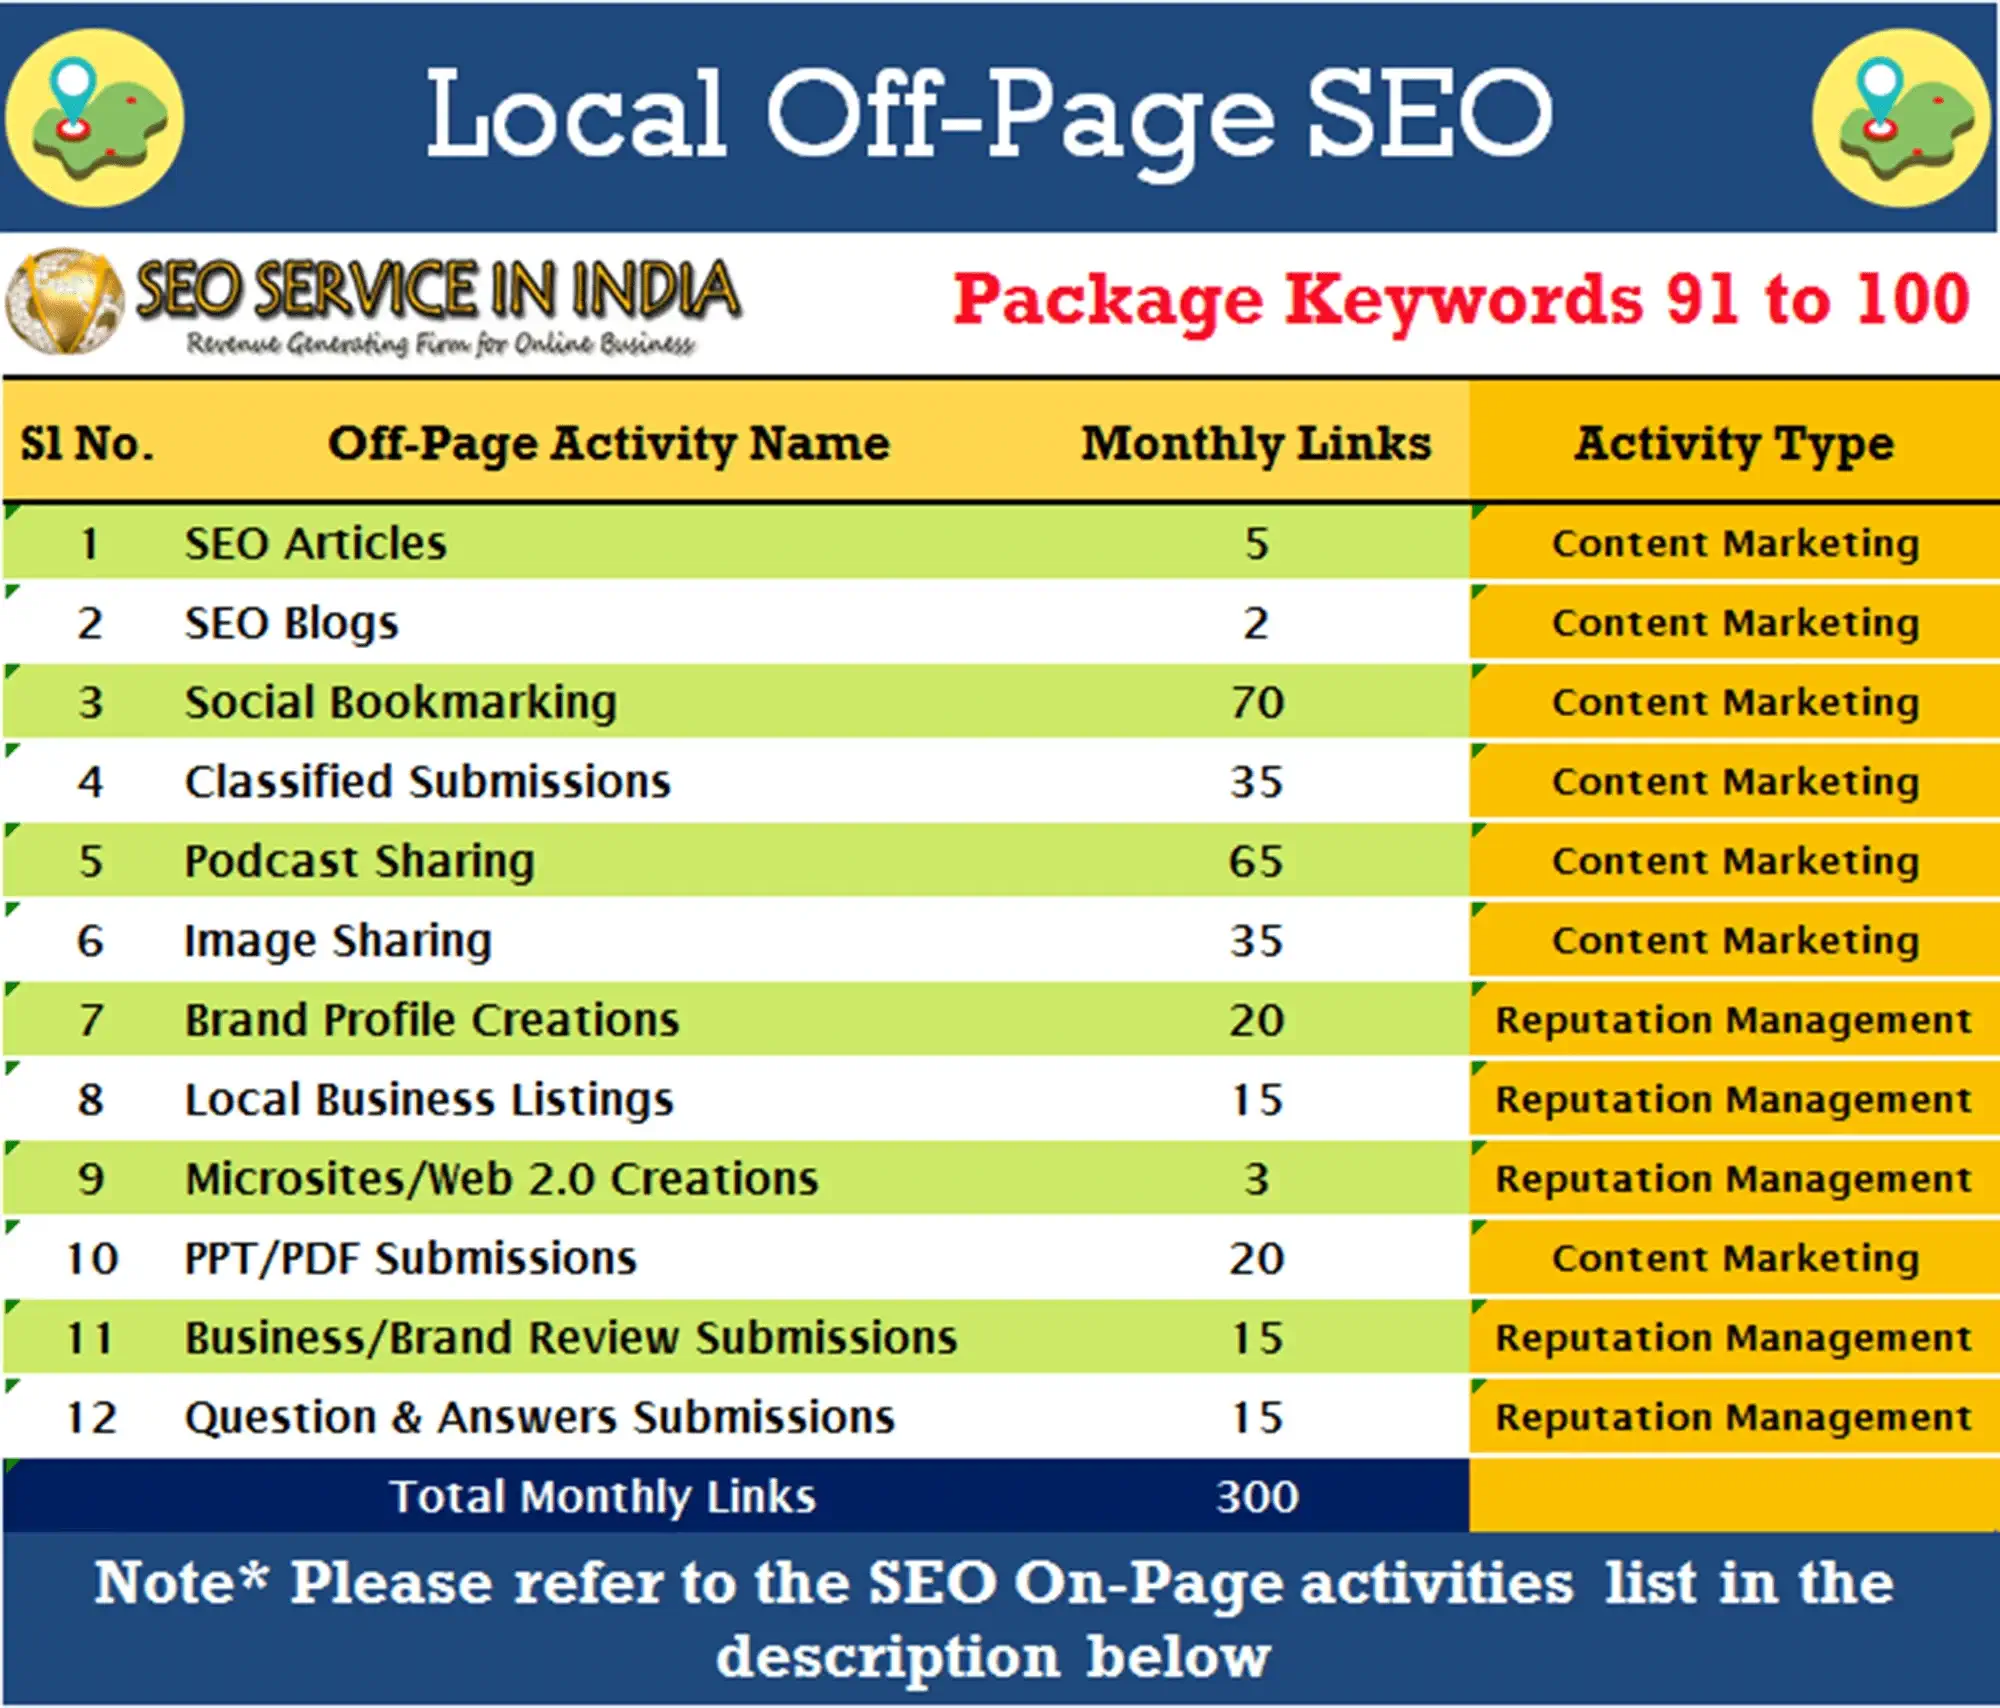 Local Off-Page SEO
SEO SERVICE IN INDIA
Revenue Generating Firm for Online Business
Package Keywords 91 to 100
Sl No. Off-Page Activity Name Monthly Links Activity Type
1 SEO Articles 5 Content Marketing
2 SEO Blogs 2 Content Marketing
3 Social Bookmarking 70 Content Marketing
4 Classified Submissions 35 Content Marketing
5 Podcast Sharing 65 Content Marketing
6 Image Sharing 35 Content Marketing
7 Brand Profile Creations 20 Reputation Management
8 Local Business Listings 15 Reputation Management
9 Microsites/Web 2.0 Creations 3 Reputation Management
10 PPT/PDF Submissions 20 Content Marketing
11 Business/Brand Review Submissions 15 Reputation Management
12 Question & Answers Submissions 15 Reputation Management
Total Monthly Links 300
Note* Please refer to the SEO On-Page activities list in the
description below